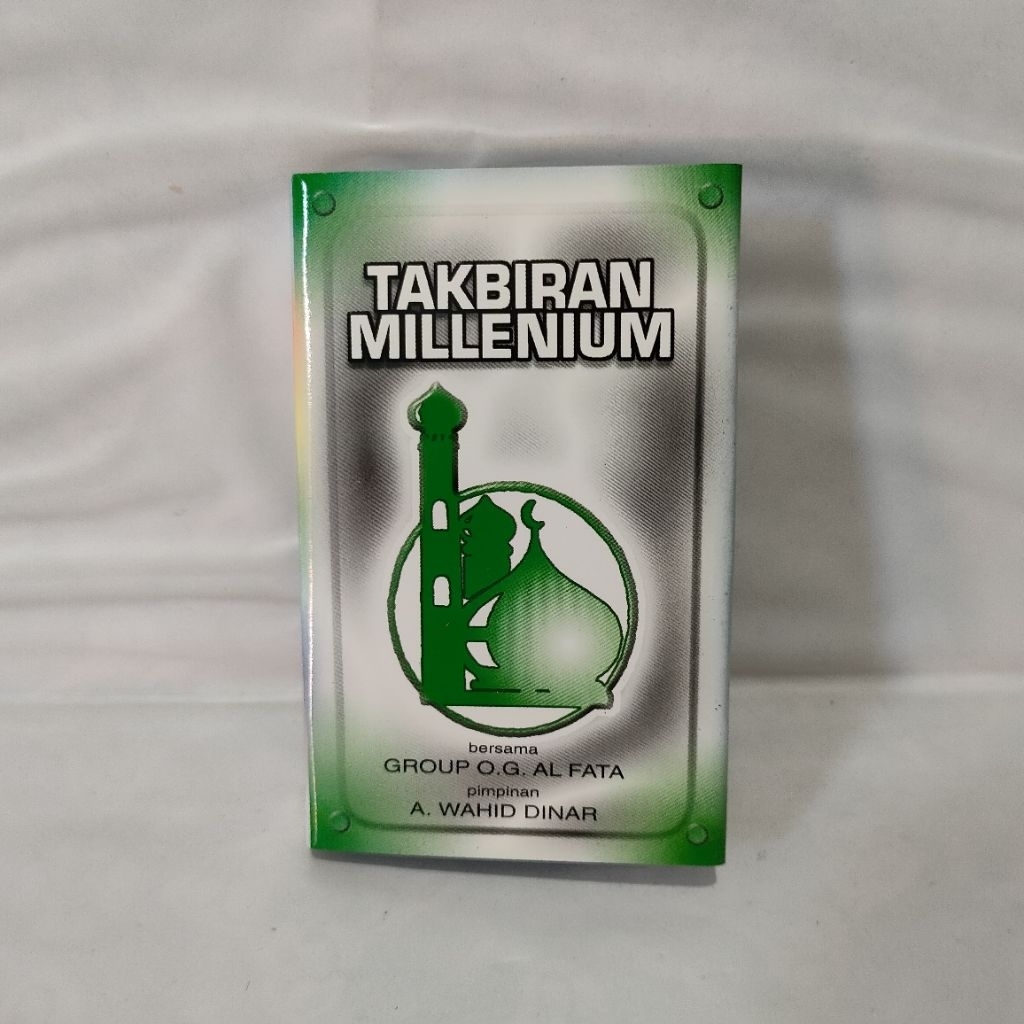 TAKBIRAN
MILLENIUM
bersama
GROUP O.G. AL FATA
pimpinan
A. WAHID DINAR